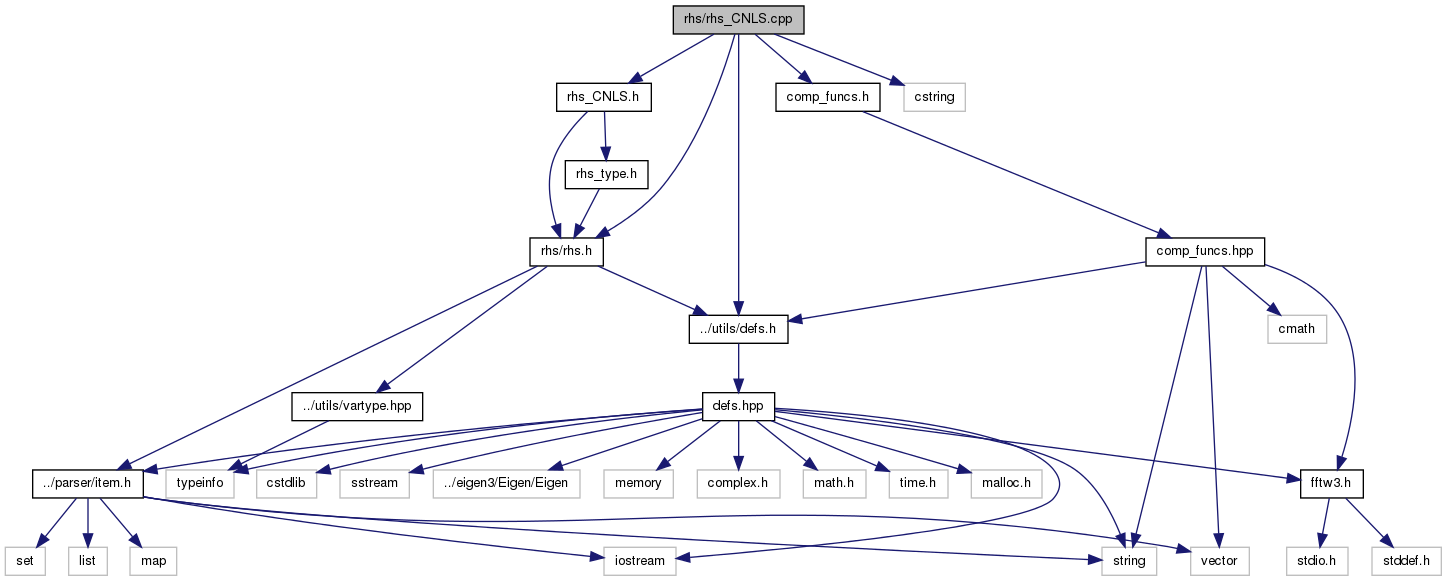 rhs/rhs_CNLS.cpp
rhs_CNLS.h
comp_funcs.h
cstring
rhs_type.h
rhs/rhs.h
comp_funcs.hpp
../utils/defs.h
cmath
../utils/vartype.hpp
defs.hpp
../parser/item.h
typeinfo
cstdlib
sstream
../eigen3/Eigen/Eigen
memory
complex.h
math.h
time.h
malloc.h
fftw3.h
set
list
map
iostream
string
vector
stdio.h
stddef.h